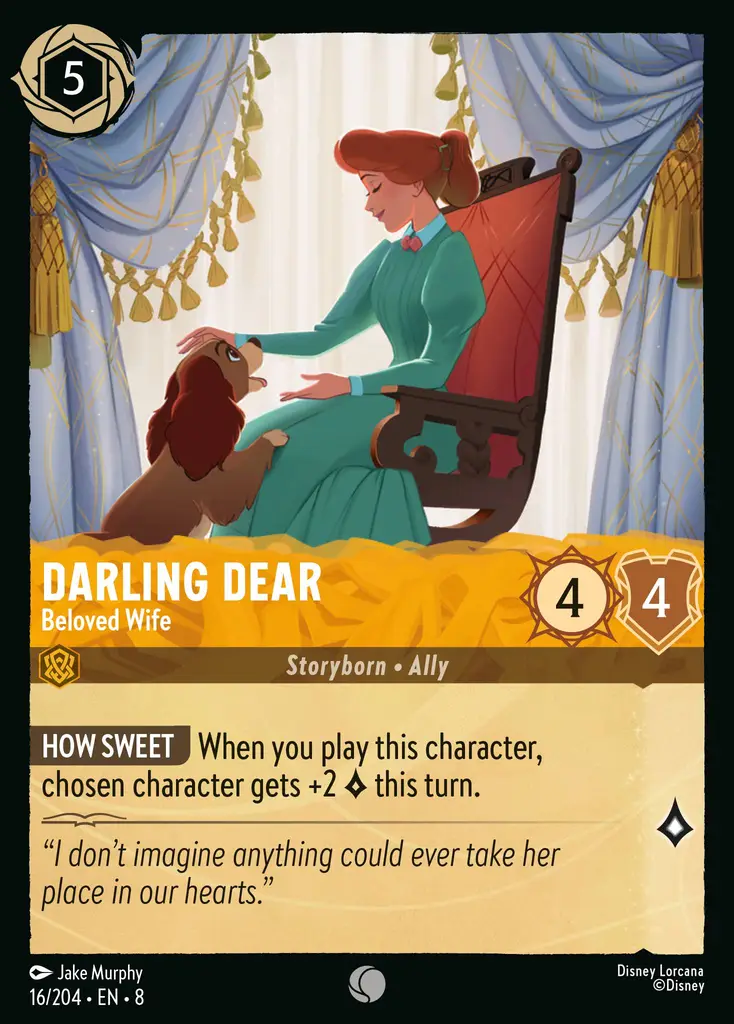 5
DARLING DEAR
Beloved Wife
4
4
Storyborn • Ally
HOW SWEET When you play this character,
chosen character gets +2 this turn.
“I don’t imagine anything could ever take her
place in our hearts.”
Jake Murphy
16/204 • EN • 8
Disney Lorcana
©Disney